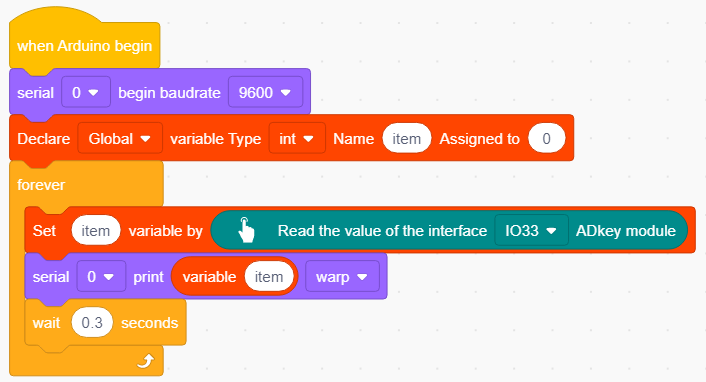 when Arduino begin
serial 0 begin baudrate 9600
Declare Global variable Type int Name item Assigned to 0
forever
Set item variable by Read the value of the interface IO33 ADkey module
serial 0 print variable item warp
wait 0.3 seconds